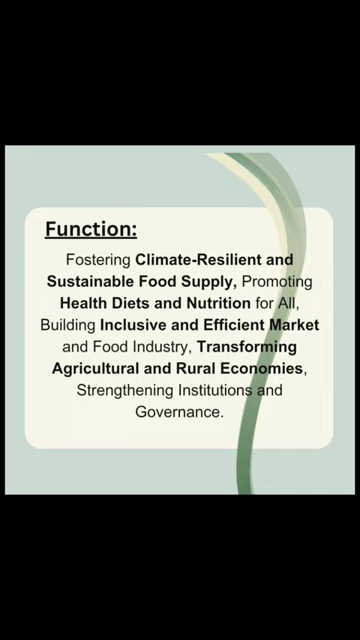 Function:
Fostering Climate-Resilient and
Sustainable Food Supply, Promoting
Health Diets and Nutrition for All,
Building Inclusive and Efficient Market
and Food Industry, Transforming
Agricultural and Rural Economies,
Strengthening Institutions and
Governance.